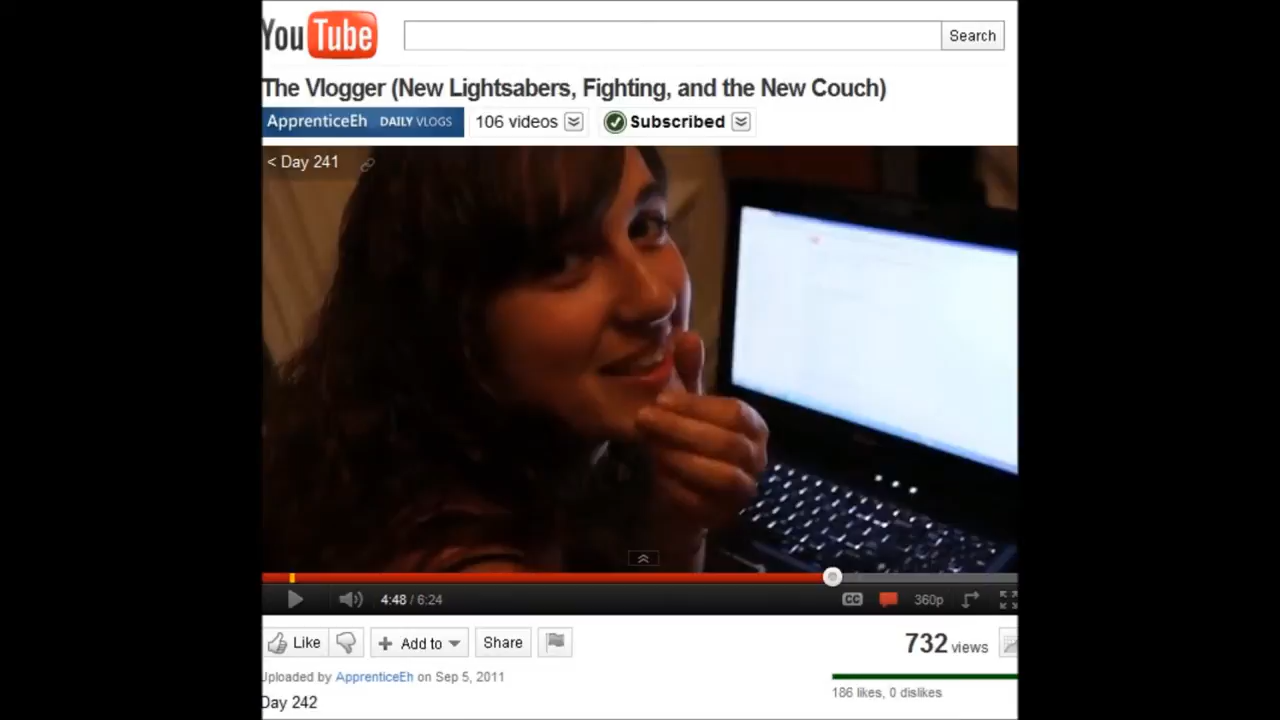 YouTube
Search
The Vlogger (New Lightsabers, Fighting, and the New Couch)
ApprenticeEh DAILY VLOGS 106 videos Subscribed
< Day 241
4:48 / 6:24 CC 360p
Like Add to Share 732 views
Uploaded by ApprenticeEh on Sep 5, 2011
186 likes, 0 dislikes
Day 242